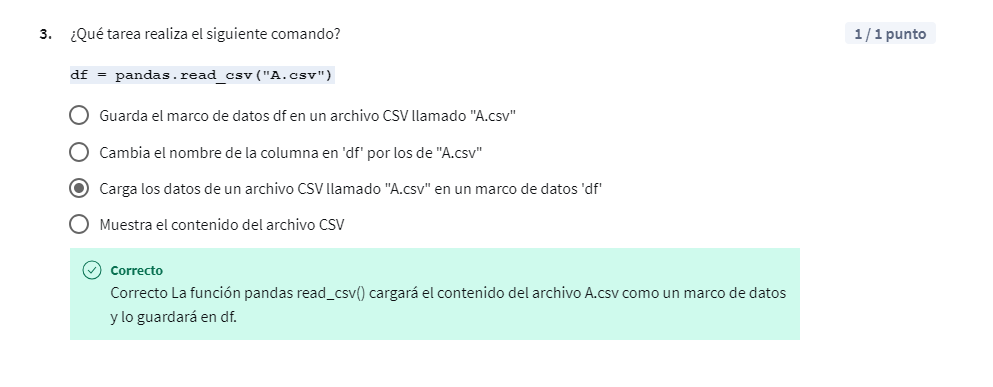 3. ¿Qué tarea realiza el siguiente comando?
1 / 1 punto
df = pandas.read_csv("A.csv")
Guarda el marco de datos df en un archivo CSV llamado "A.csv"
Cambia el nombre de la columna en 'df' por los de "A.csv"
Carga los datos de un archivo CSV llamado "A.csv" en un marco de datos 'df'
Muestra el contenido del archivo CSV
Correcto
Correcto La función pandas read_csv() cargará el contenido del archivo A.csv como un marco de datos
y lo guardará en df.